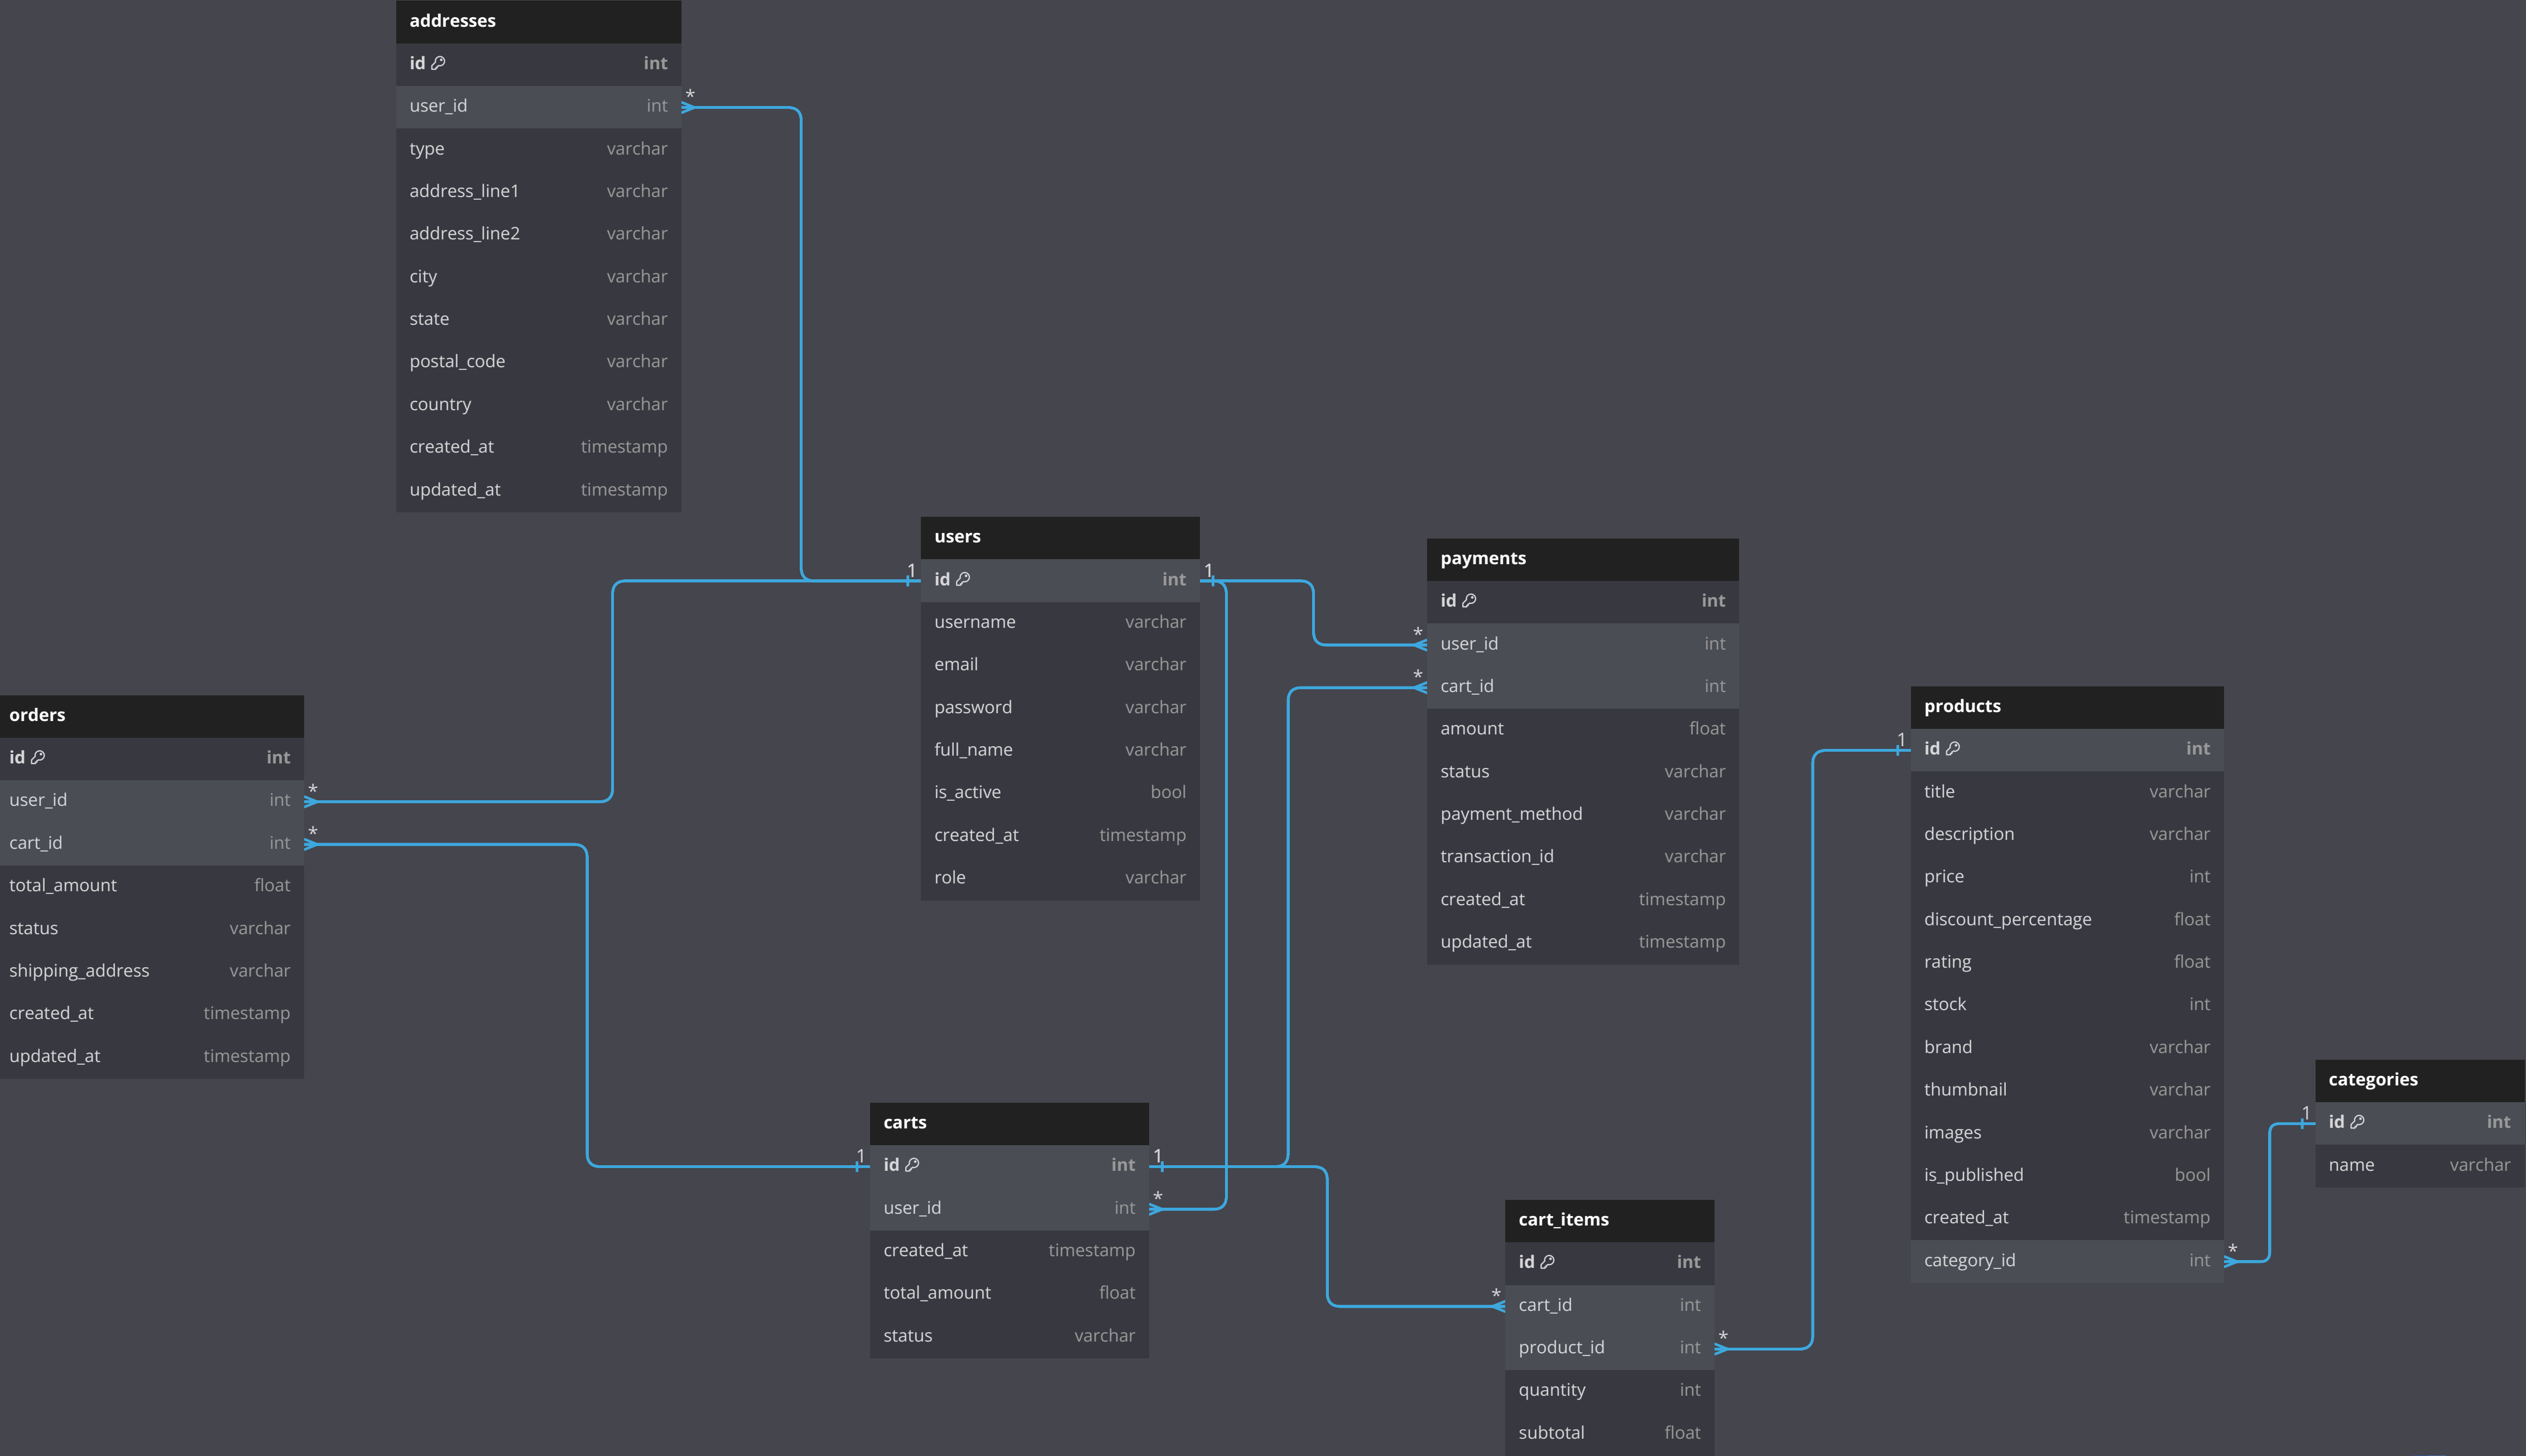 addresses
id int
user_id int
type varchar
address_line1 varchar
address_line2 varchar
city varchar
state varchar
postal_code varchar
country varchar
created_at timestamp
updated_at timestamp
*
users
1 id int 1
username varchar
email varchar
password varchar
full_name varchar
is_active bool
created_at timestamp
role varchar
payments
id int
* user_id int
* cart_id int
amount float
status varchar
payment_method varchar
transaction_id varchar
created_at timestamp
updated_at timestamp
orders
id int
user_id int *
cart_id int *
total_amount float
status varchar
shipping_address varchar
created_at timestamp
updated_at timestamp
products
1 id int
title varchar
description varchar
price int
discount_percentage float
rating float
stock int
brand varchar
thumbnail varchar
images varchar
is_published bool
created_at timestamp
category_id int *
categories
1 id int
name varchar
carts
1 id int 1
user_id int *
created_at timestamp
total_amount float
status varchar
cart_items
id int
* cart_id int
product_id int *
quantity int
subtotal float